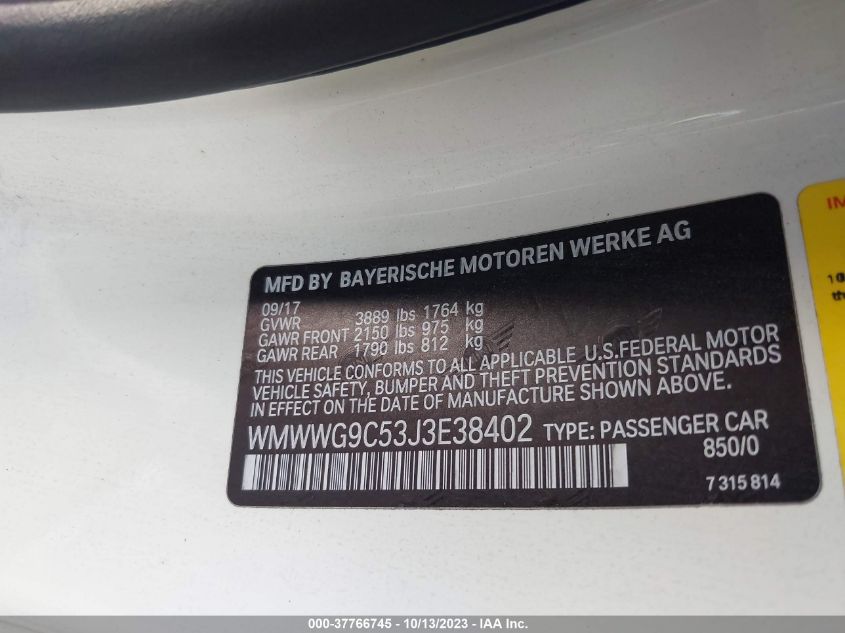 MFD BY BAYERISCHE MOTOREN WERKE AG
09/17
GVWR 3889 lbs 1764 kg
GAWR FRONT 2150 lbs 975 kg
GAWR REAR 1790 lbs 812 kg
THIS VEHICLE CONFORMS TO ALL APPLICABLE U.S.FEDERAL MOTOR
VEHICLE SAFETY, BUMPER AND THEFT PREVENTION STANDARDS
IN EFFECT ON THE DATE OF MANUFACTURE SHOWN ABOVE.
WMWWG9C53J3E38402 TYPE: PASSENGER CAR
850/0
7 315 814
IM
000-37766745 - 10/13/2023 - IAA Inc.